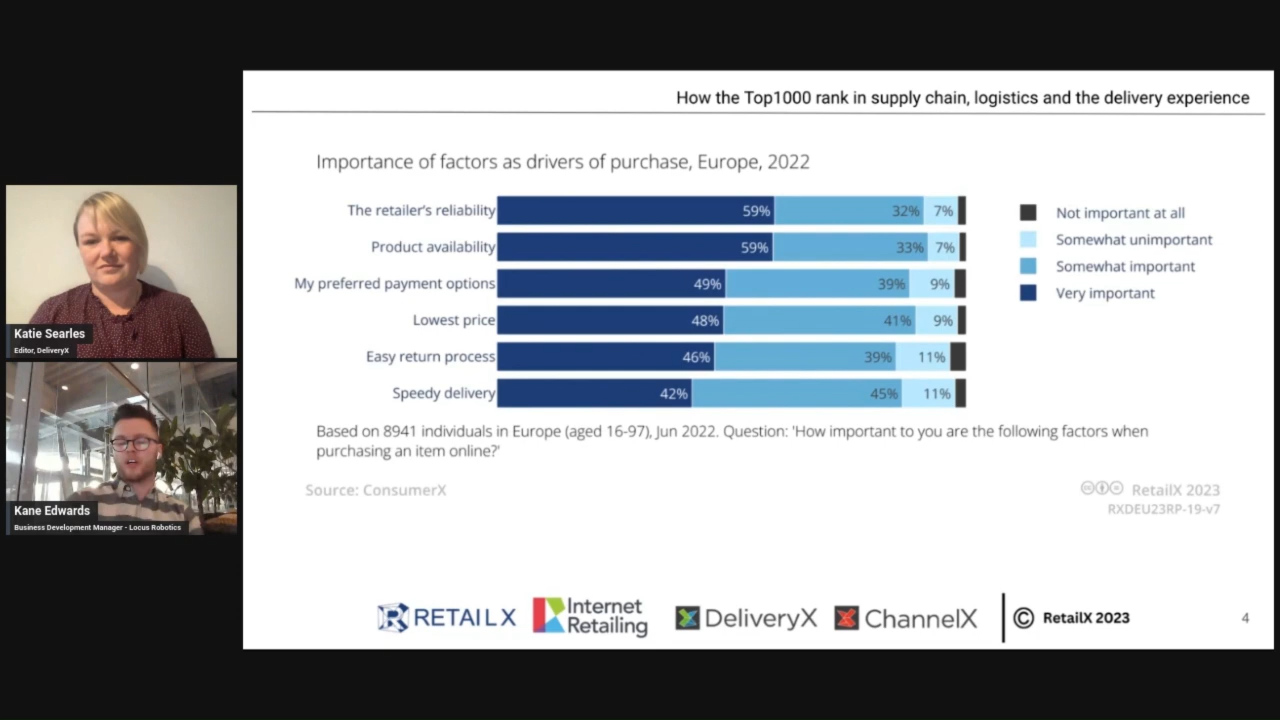 How the Top1000 rank in supply chain, logistics and the delivery experience
Importance of factors as drivers of purchase, Europe, 2022
The retailer's reliability 59% 32% 7%
Product availability 59% 33% 7%
My preferred payment options 49% 39% 9%
Lowest price 48% 41% 9%
Easy return process 46% 39% 11%
Speedy delivery 42% 45% 11%
Not important at all
Somewhat unimportant
Somewhat important
Very important
Based on 8941 individuals in Europe (aged 16-97), Jun 2022. Question: 'How important to you are the following factors when
purchasing an item online?'
Source: ConsumerX
RetailX 2023
RXDEU23RP-19-v7
Katie Searles
Editor, DeliveryX
Kane Edwards
Business Development Manager - Locus Robotics
RETAIL X
Internet
Retailing
DeliveryX
ChannelX
© RetailX 2023
4